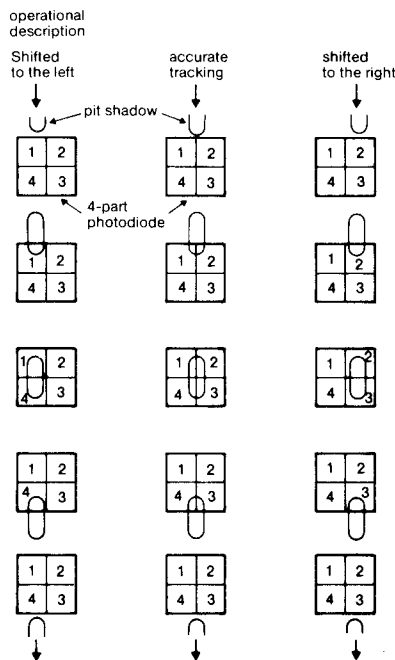 operational
description
Shifted
to the left
accurate
tracking
shifted
to the right
pit shadow
1 2
4 3
1 2
4 3
1 2
4 3
4-part
photodiode
1 2
4 3
1 2
4 3
1 2
4 3
1 2
4 3
1 2
4 3
1 2
4 3
1 2
4 3
1 2
4 3
1 2
4 3
1 2
4 3
1 2
4 3
1 2
4 3